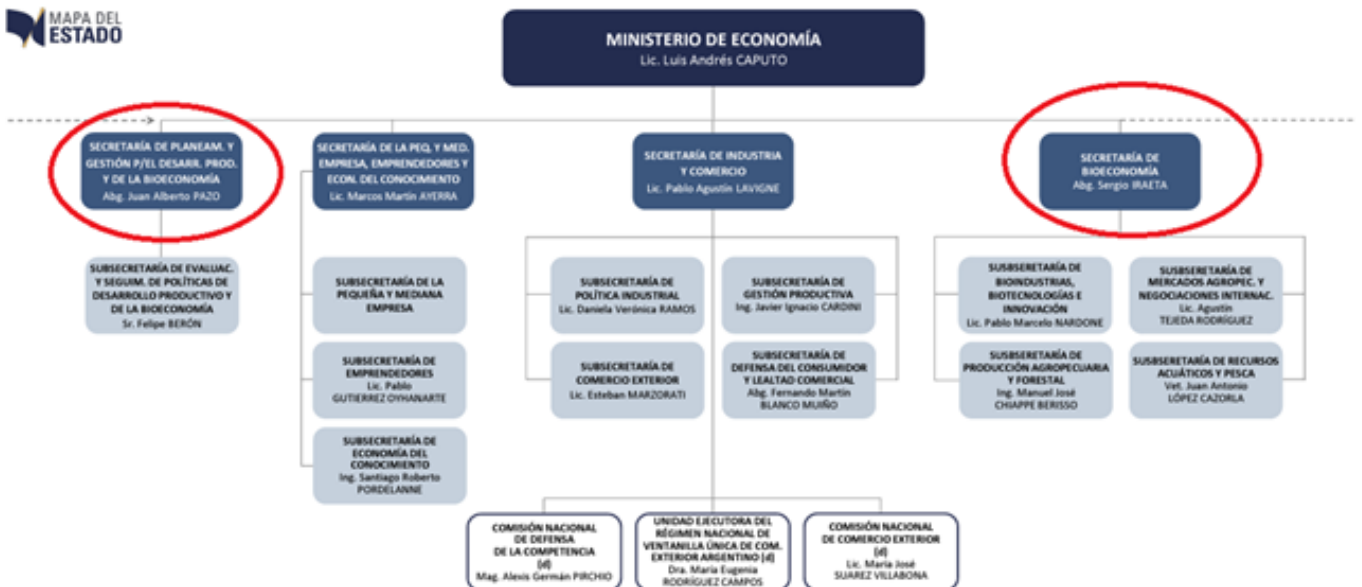 MAPA DEL
ESTADO
MINISTERIO DE ECONOMÍA
Lic. Luis Andrés CAPUTO
SECRETARÍA DE PLANEAM. Y
GESTIÓN P/EL DESARR. PROD.
Y DE LA BIOECONOMÍA
Abg. Juan Alberto PAZO
SECRETARÍA DE LA PEQ. Y MED.
EMPRESA, EMPRENDEDORES Y
ECON. DEL CONOCIMIENTO
Lic. Marcos Martin AYERRA
SECRETARÍA DE INDUSTRIA
Y COMERCIO
Lic. Pablo Agustín LAVIGNE
SECRETARÍA DE
BIOECONOMÍA
Abg. Sergio IRAETA
SUBSECRETARÍA DE EVALUAC.
Y SEGUIM. DE POLÍTICAS DE
DESARROLLO PRODUCTIVO Y
DE LA BIOECONOMÍA
Sr. Felipe BERÓN
SUBSECRETARÍA DE LA
PEQUEÑA Y MEDIANA
EMPRESA
SUBSECRETARÍA DE
EMPRENDEDORES
Lic. Pablo
GUTIERREZ OYHANARTE
SUBSECRETARÍA DE
ECONOMÍA DEL
CONOCIMIENTO
Ing. Santiago Roberto
PORDELANNE
SUBSECRETARÍA DE
POLÍTICA INDUSTRIAL
Lic. Daniela Verónica RAMOS
SUBSECRETARÍA DE
GESTIÓN PRODUCTIVA
Ing. Javier Ignacio CARDINI
SUBSECRETARÍA DE
COMERCIO EXTERIOR
Lic. Esteban MARZORATI
SUBSECRETARÍA DE
DEFENSA DEL CONSUMIDOR
Y LEALTAD COMERCIAL
Abg. Fernando Martin
BLANCO MUIÑO
SUSBSERETARÍA DE
BIOINDUSTRIAS,
BIOTECNOLOGÍAS E
INNOVACIÓN
Lic. Pablo Marcelo NARDONE
SUSBSERETARÍA DE
MERCADOS AGROPEC. Y
NEGOCIACIONES INTERNAC.
Lic. Agustín
TEJEDA RODRÍGUEZ
SUSBSERETARÍA DE
PRODUCCIÓN AGROPECUARIA
Y FORESTAL
Ing. Manuel José
CHIAPPE BERISSO
SUSBSERETARÍA DE RECURSOS
ACUÁTICOS Y PESCA
Vet. Juan Antonio
LÓPEZ CAZORLA
COMISIÓN NACIONAL
DE DEFENSA
DE LA COMPETENCIA
(d)
Mag. Alexis Germán PIRCHIO
UNIDAD EJECUTORA DEL
RÉGIMEN NACIONAL DE
VENTANILLA ÚNICA DE COM.
EXTERIOR ARGENTINO (d)
Dra. María Eugenia
RODRÍGUEZ CAMPOS
COMISIÓN NACIONAL
DE COMERCIO EXTERIOR
(d)
Lic. María José
SUAREZ VILLABONA